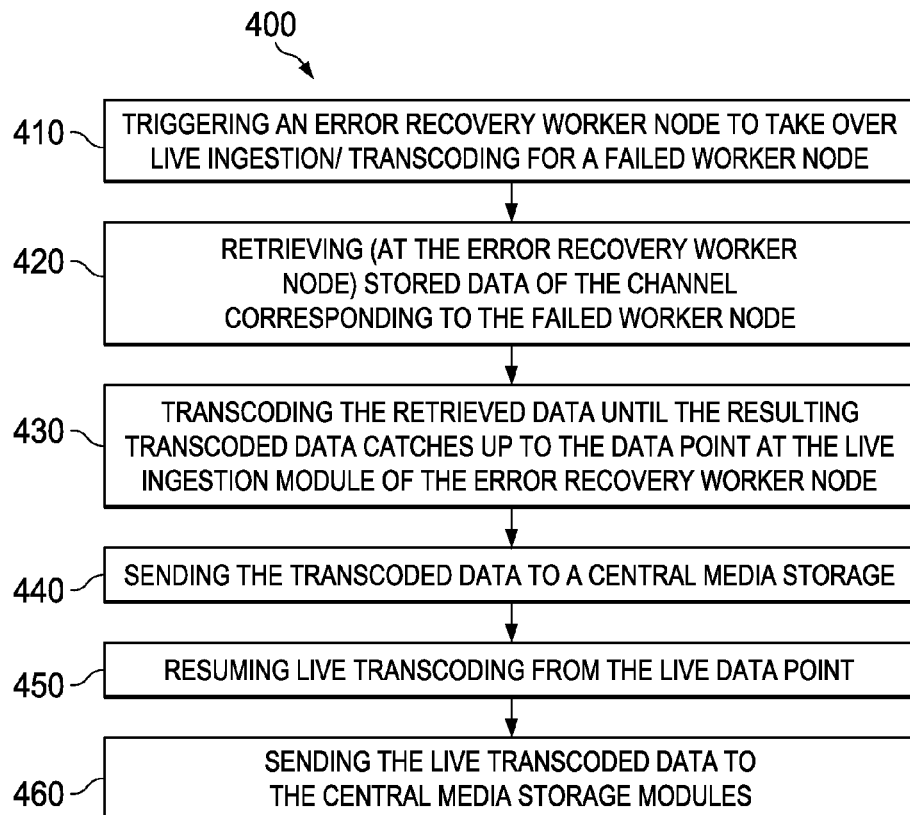 400
410
TRIGGERING AN ERROR RECOVERY WORKER NODE TO TAKE OVER
LIVE INGESTION/ TRANSCODING FOR A FAILED WORKER NODE
420
RETRIEVING (AT THE ERROR RECOVERY WORKER
NODE) STORED DATA OF THE CHANNEL
CORRESPONDING TO THE FAILED WORKER NODE
430
TRANSCODING THE RETRIEVED DATA UNTIL THE RESULTING
TRANSCODED DATA CATCHES UP TO THE DATA POINT AT THE LIVE
INGESTION MODULE OF THE ERROR RECOVERY WORKER NODE
440
SENDING THE TRANSCODED DATA TO A CENTRAL MEDIA STORAGE
450
RESUMING LIVE TRANSCODING FROM THE LIVE DATA POINT
460
SENDING THE LIVE TRANSCODED DATA TO
THE CENTRAL MEDIA STORAGE MODULES